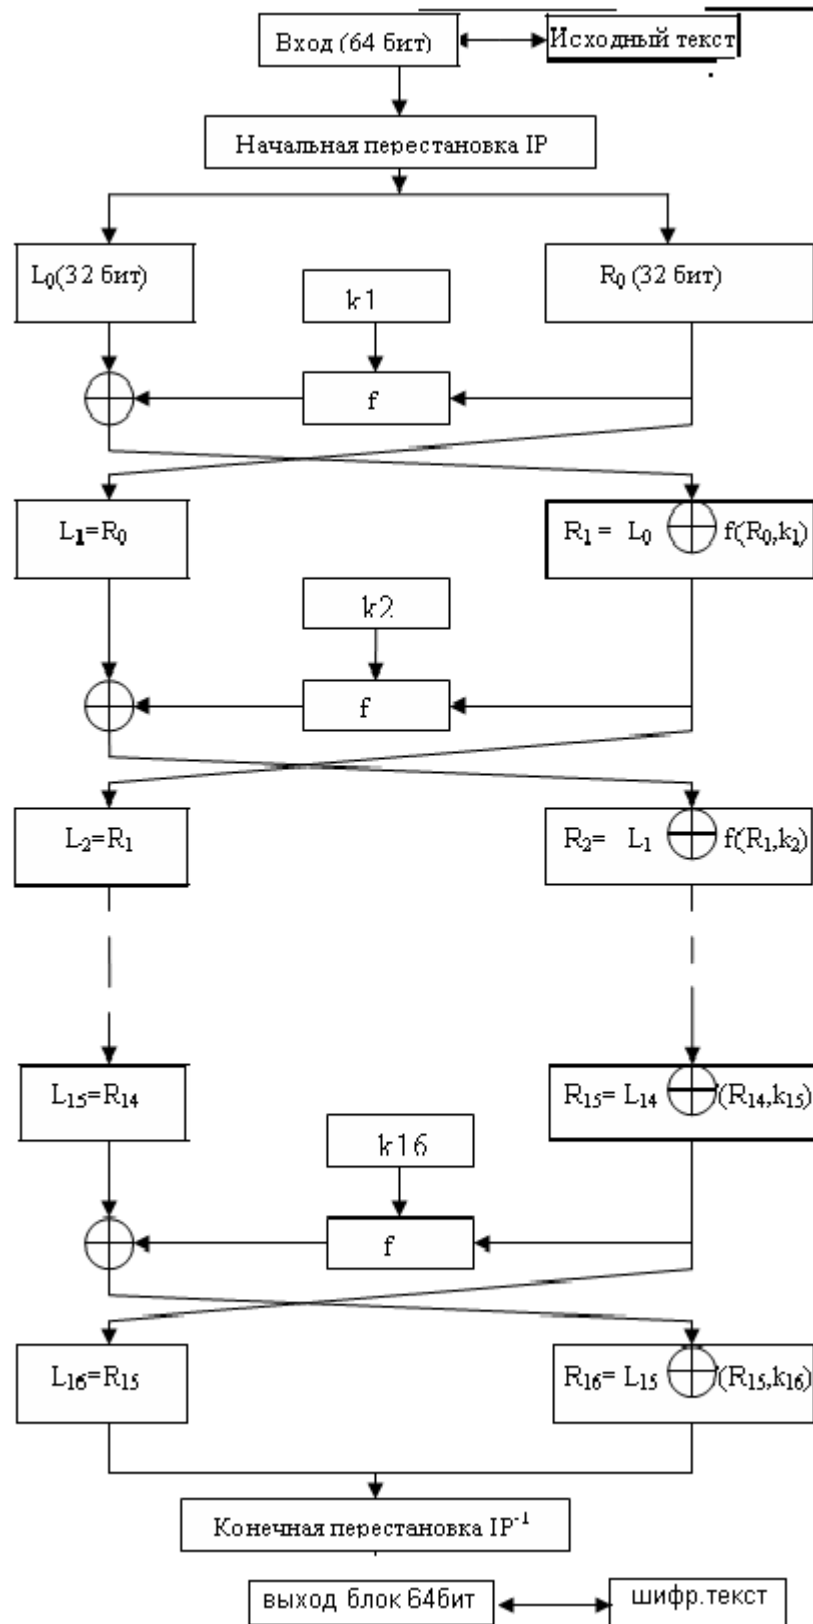 Вход (64 бит) Исходный текст
Начальная перестановка IP
L₀(32 бит) R₀ (32 бит)
k1
f
L₁=R₀ R₁ = L₀ ⊕ f(R₀,k₁)
k2
f
L₂=R₁ R₂= L₁ ⊕ f(R₁,k₂)
L₁₅=R₁₄ R₁₅= L₁₄ ⊕ (R₁₄,k₁₅)
k16
f
L₁₆=R₁₅ R₁₆= L₁₅ ⊕ (R₁₅,k₁₆)
Конечная перестановка IP⁻¹
выход блок 64бит шифр.текст